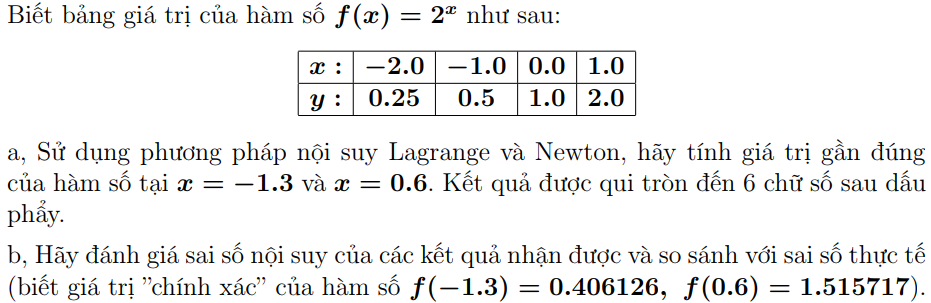 Biết bảng giá trị của hàm số f(x) = 2^x như sau:
x : −2.0 −1.0 0.0 1.0
y : 0.25 0.5 1.0 2.0
a, Sử dụng phương pháp nội suy Lagrange và Newton, hãy tính giá trị gần đúng
của hàm số tại x = −1.3 và x = 0.6. Kết quả được qui tròn đến 6 chữ số sau dấu
phẩy.
b, Hãy đánh giá sai số nội suy của các kết quả nhận được và so sánh với sai số thực tế
(biết giá trị ”chính xác” của hàm số f(−1.3) = 0.406126, f(0.6) = 1.515717).